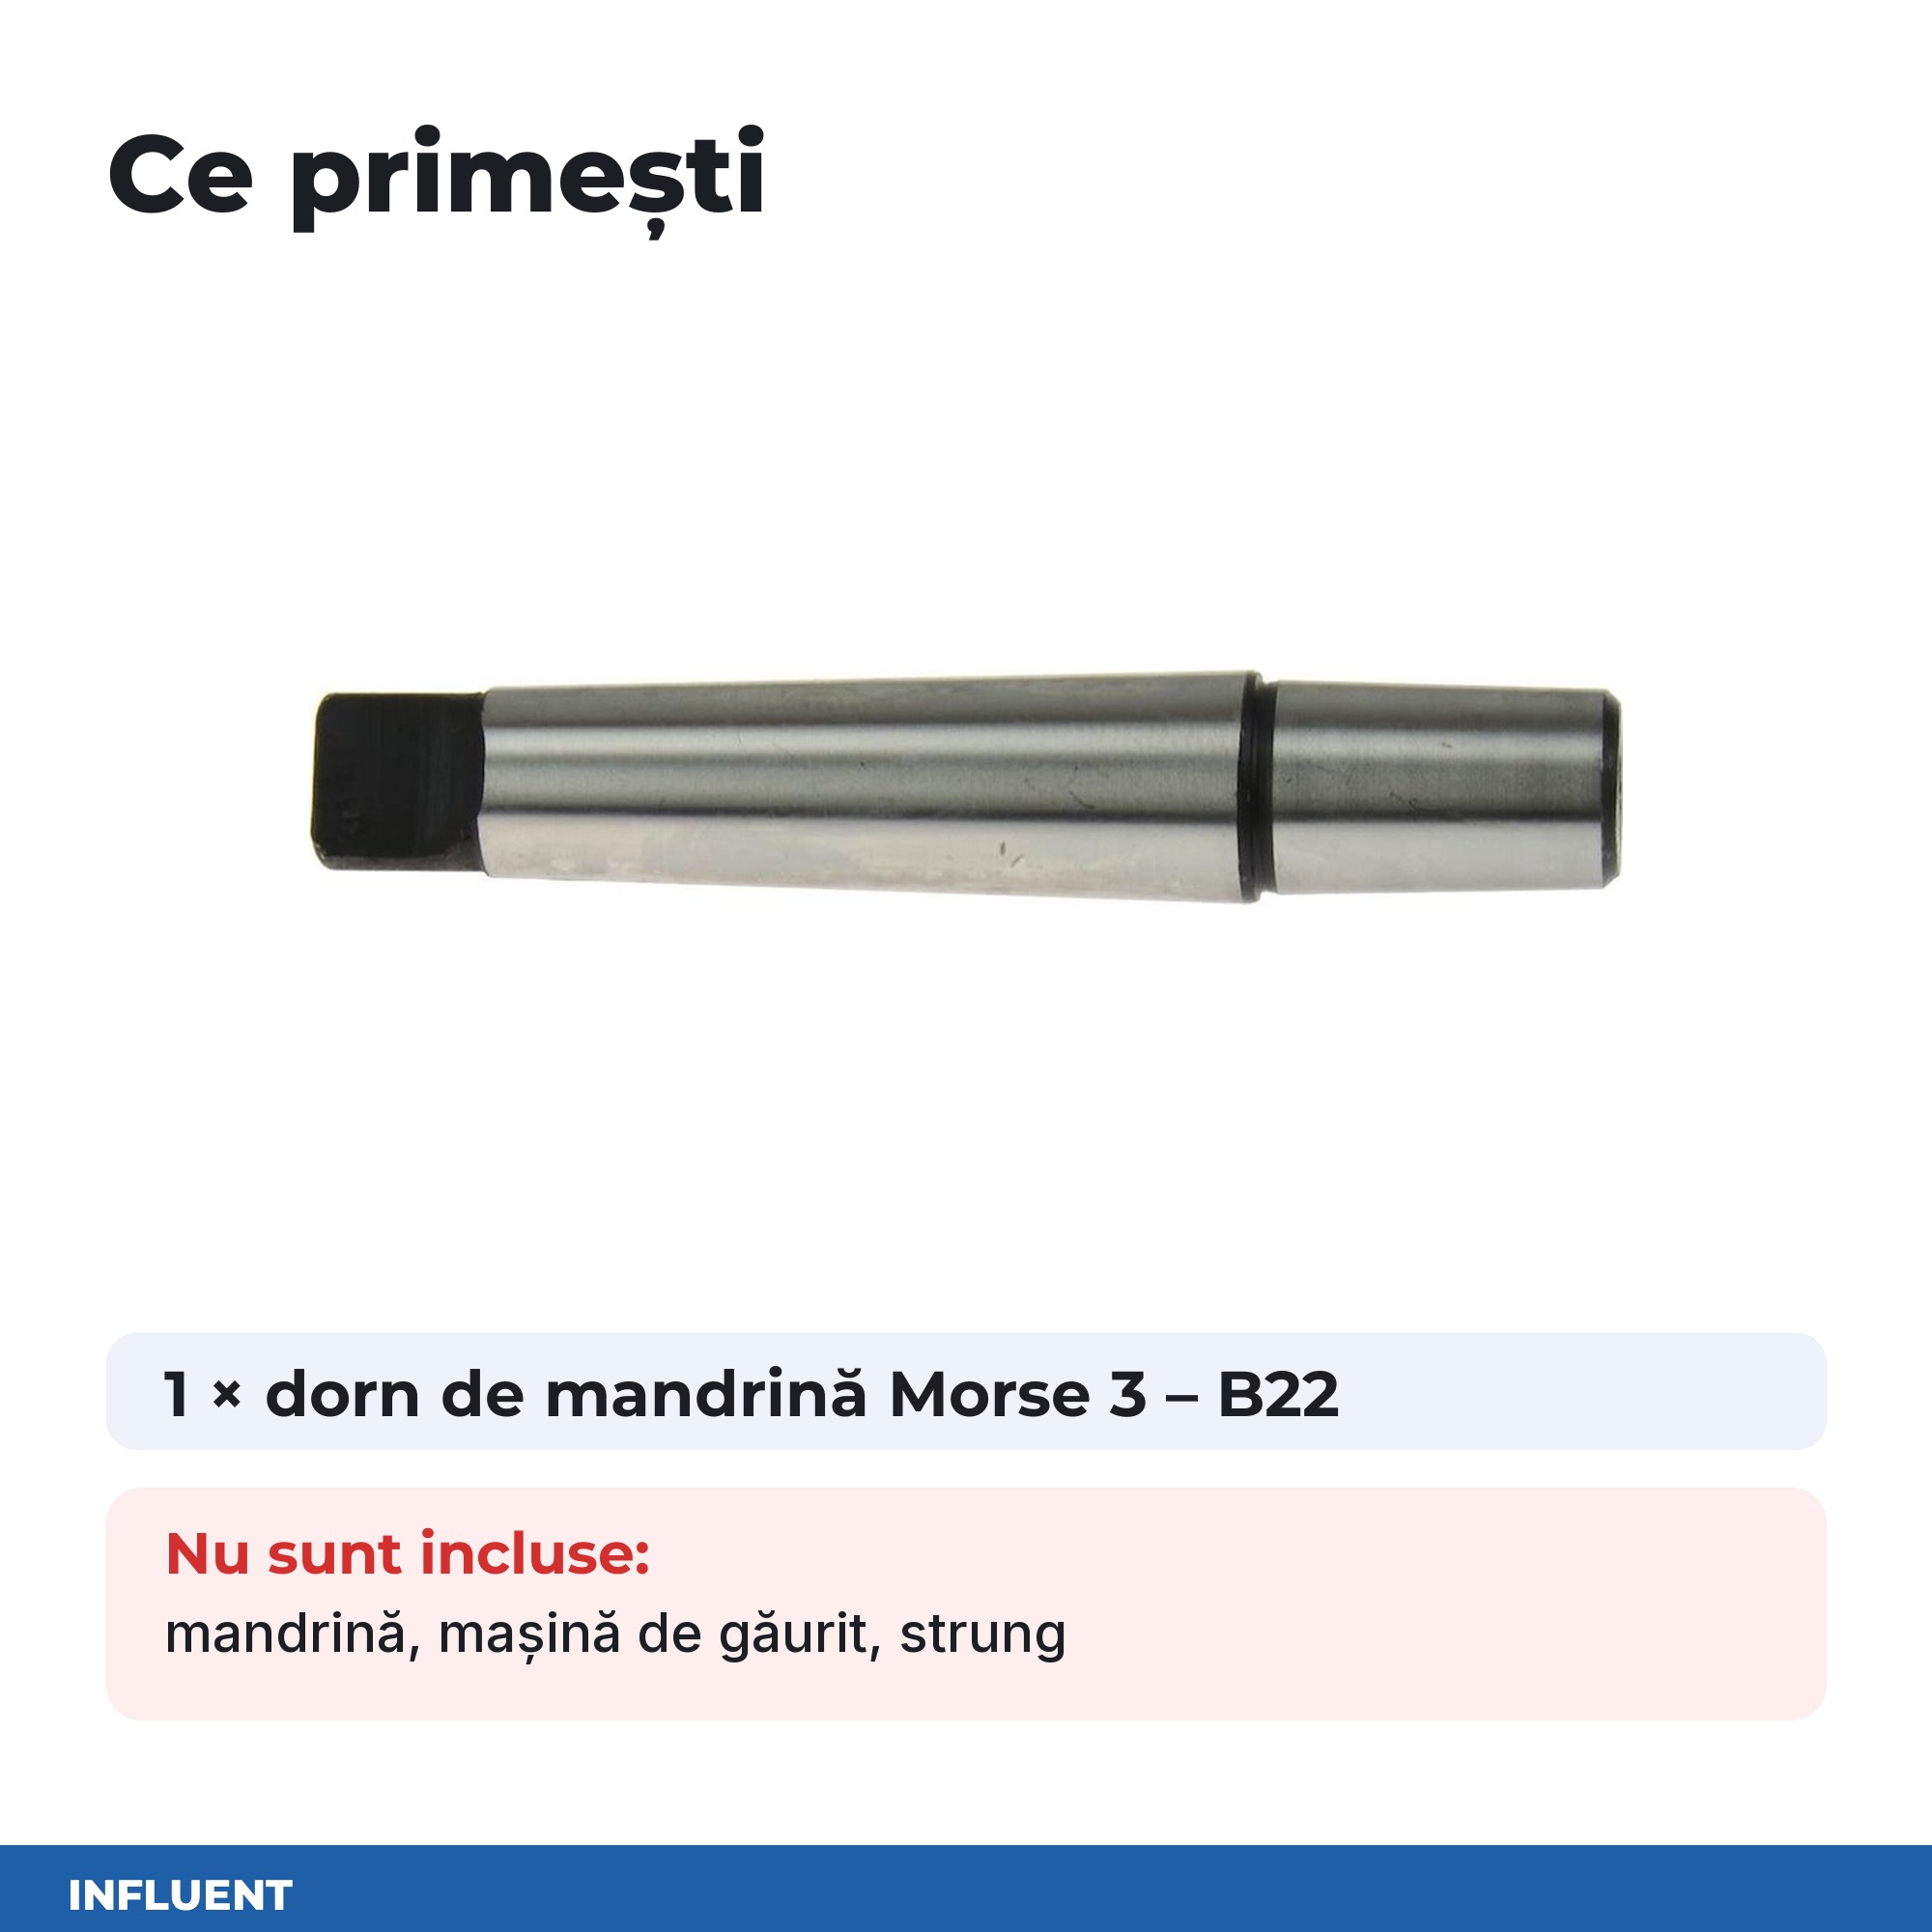 Ce primești
1 × dorn de mandrină Morse 3 – B22
Nu sunt incluse:
mandrină, mașină de găurit, strung
INFLUENT